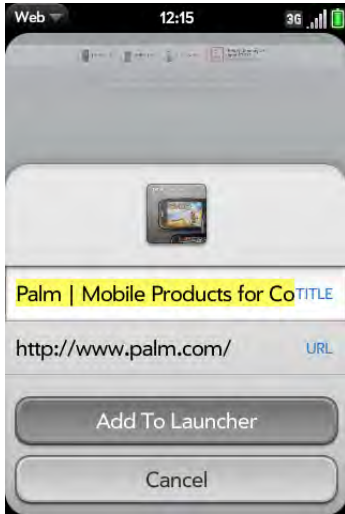 Web
12:15
3G
Palm | Mobile Products for Co
TITLE
http://www.palm.com/
URL
Add To Launcher
Cancel